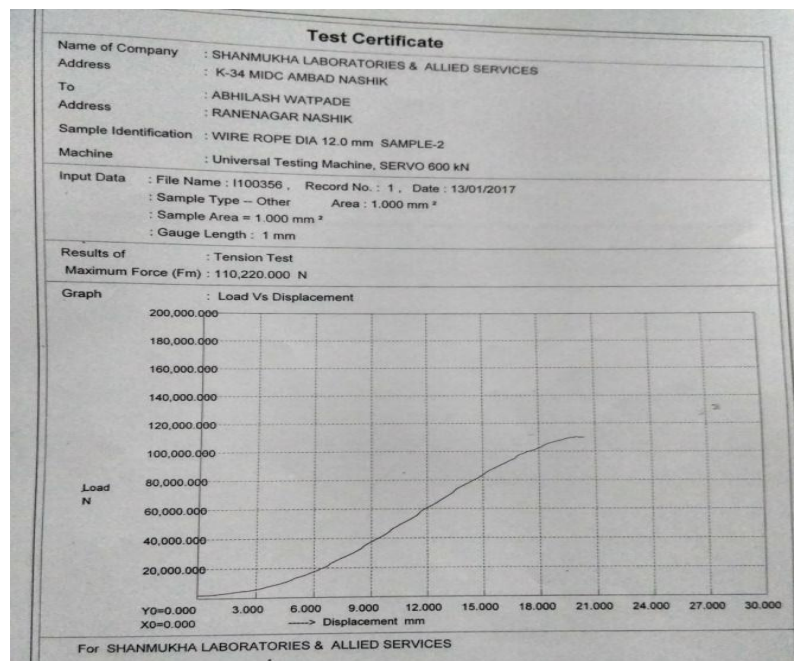 Test Certificate
Name of Company : SHANMUKHA LABORATORIES & ALLIED SERVICES
Address : K-34 MIDC AMBAD NASHIK
To : ABHILASH WATPADE
Address : RANENAGAR NASHIK
Sample Identification : WIRE ROPE DIA 12.0 mm SAMPLE-2
Machine : Universal Testing Machine, SERVO 600 kN
Input Data : File Name : I100356 , Record No. : 1 , Date : 13/01/2017
: Sample Type -- Other Area : 1.000 mm ²
: Sample Area = 1.000 mm ²
: Gauge Length : 1 mm
Results of : Tension Test
Maximum Force (Fm) : 110,220.000 N
Graph : Load Vs Displacement
200,000.000
180,000.000
160,000.000
140,000.000
120,000.000
100,000.000
80,000.000
Load
N
60,000.000
40,000.000
20,000.000
Y0=0.000 3.000 6.000 9.000 12.000 15.000 18.000 21.000 24.000 27.000 30.000
X0=0.000 ----> Displacement mm
For SHANMUKHA LABORATORIES & ALLIED SERVICES